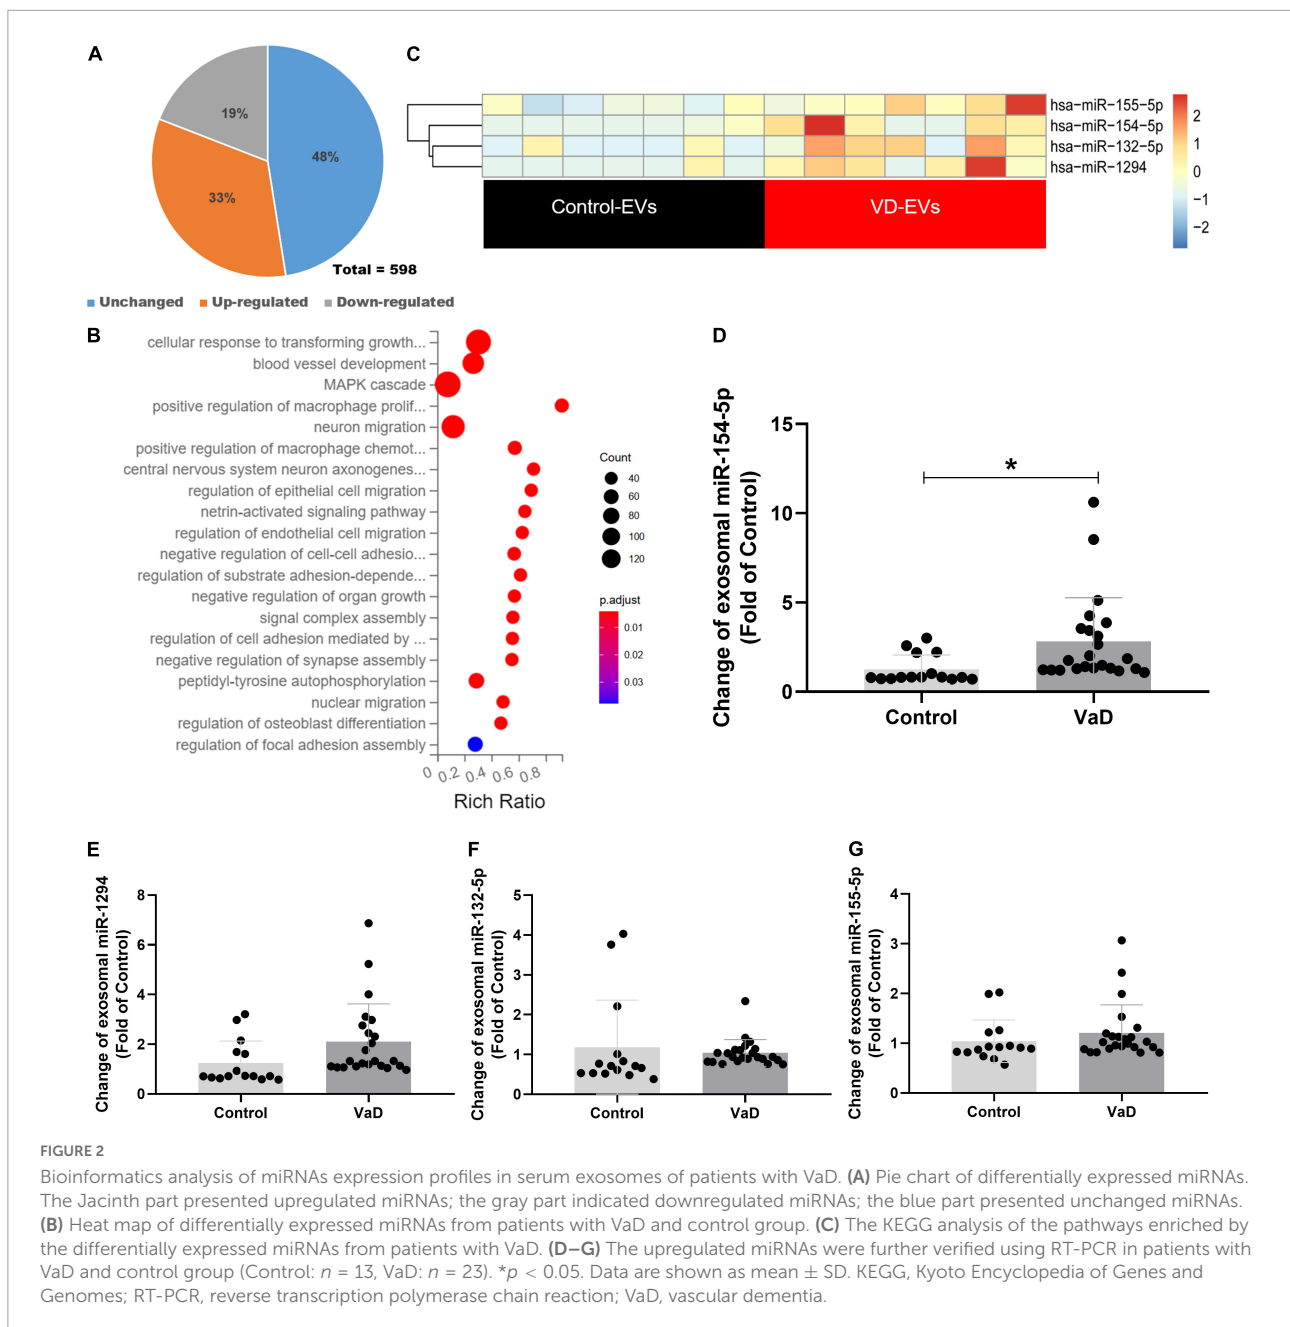 A
19%
48%
33%
Total = 598
Unchanged Up-regulated Down-regulated
C
hsa-miR-155-5p
hsa-miR-154-5p
hsa-miR-132-5p
hsa-miR-1294
Control-EVs VD-EVs
2
1
0
-1
-2
B
cellular response to transforming growth...
blood vessel development
MAPK cascade
positive regulation of macrophage prolif...
neuron migration
positive regulation of macrophage chemot...
central nervous system neuron axonogenes...
regulation of epithelial cell migration
netrin-activated signaling pathway
regulation of endothelial cell migration
negative regulation of cell-cell adhesio...
regulation of substrate adhesion-depende...
negative regulation of organ growth
signal complex assembly
regulation of cell adhesion mediated by ...
negative regulation of synapse assembly
peptidyl-tyrosine autophosphorylation
nuclear migration
regulation of osteoblast differentiation
regulation of focal adhesion assembly
0 0.2 0.4 0.6 0.8
Rich Ratio
Count
40
60
80
100
120
p.adjust
0.01
0.02
0.03
D
Change of exosomal miR-154-5p
(Fold of Control)
15
10
5
0
*
Control VaD
E
Change of exosomal miR-1294
(Fold of Control)
8
6
4
2
0
Control VaD
F
Change of exosomal miR-132-5p
(Fold of Control)
5
4
3
2
1
0
Control VaD
G
Change of exosomal miR-155-5p
(Fold of Control)
4
3
2
1
0
Control VaD
FIGURE 2
Bioinformatics analysis of miRNAs expression profiles in serum exosomes of patients with VaD. (A) Pie chart of differentially expressed miRNAs.
The Jacinth part presented upregulated miRNAs; the gray part indicated downregulated miRNAs; the blue part presented unchanged miRNAs.
(B) Heat map of differentially expressed miRNAs from patients with VaD and control group. (C) The KEGG analysis of the pathways enriched by
the differentially expressed miRNAs from patients with VaD. (D–G) The upregulated miRNAs were further verified using RT-PCR in patients with
VaD and control group (Control: n = 13, VaD: n = 23). *p < 0.05. Data are shown as mean ± SD. KEGG, Kyoto Encyclopedia of Genes and
Genomes; RT-PCR, reverse transcription polymerase chain reaction; VaD, vascular dementia.